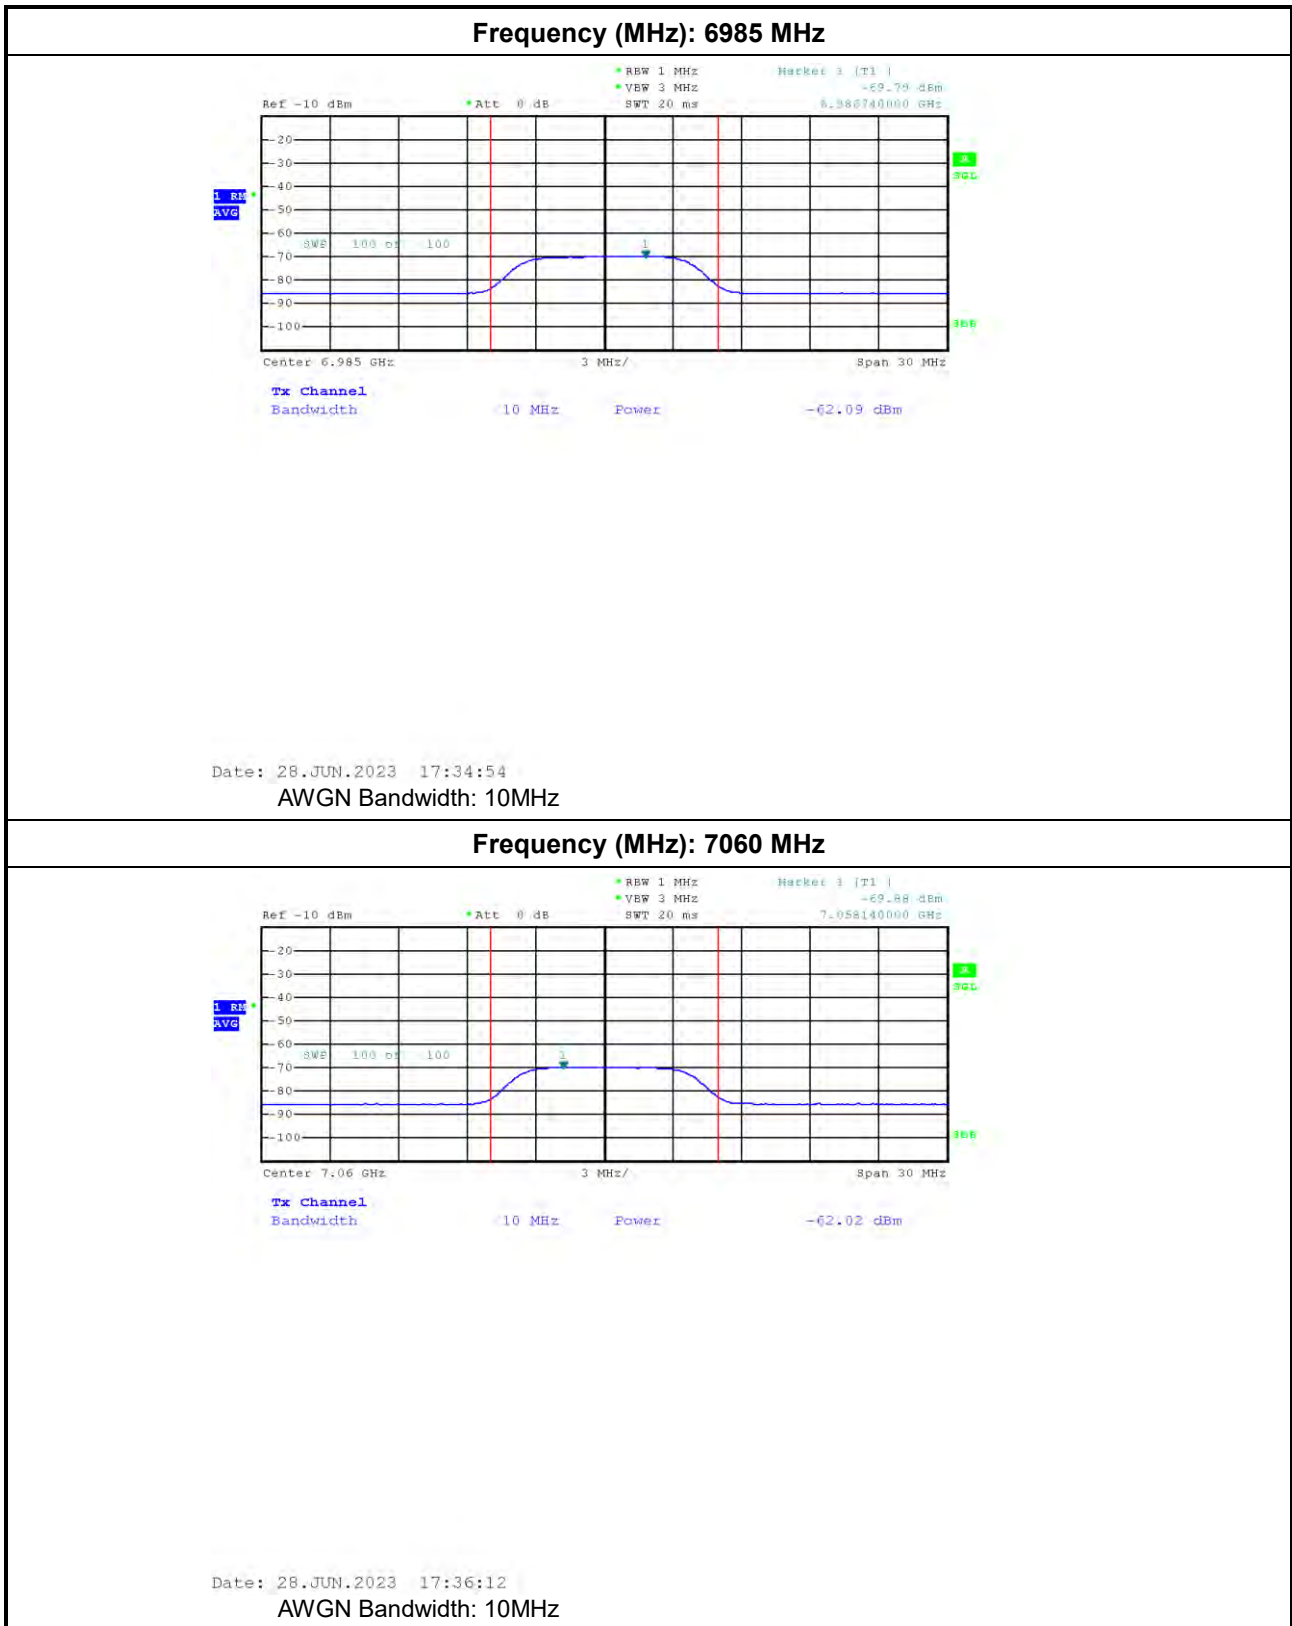 Frequency (MHz): 6985 MHz
*RBW 1 MHz Marker 1 [T1 ]
*VBW 3 MHz -69.79 dBm
Ref -10 dBm *Att 0 dB SWT 20 ms 6.986740000 GHz
-20
-30
A
SGL
-40
1 RM *
AVG
-50
-60
SWP 100 of 100
1
-70
-80
-90
-100
3DB
Center 6.985 GHz 3 MHz/ Span 30 MHz
Tx Channel
Bandwidth 10 MHz Power -62.09 dBm
Date: 28.JUN.2023 17:34:54
AWGN Bandwidth: 10MHz
Frequency (MHz): 7060 MHz
*RBW 1 MHz Marker 1 [T1 ]
*VBW 3 MHz -69.88 dBm
Ref -10 dBm *Att 0 dB SWT 20 ms 7.058140000 GHz
-20
-30
A
SGL
-40
1 RM *
AVG
-50
-60
SWP 100 of 100
1
-70
-80
-90
-100
3DB
Center 7.06 GHz 3 MHz/ Span 30 MHz
Tx Channel
Bandwidth 10 MHz Power -62.02 dBm
Date: 28.JUN.2023 17:36:12
AWGN Bandwidth: 10MHz